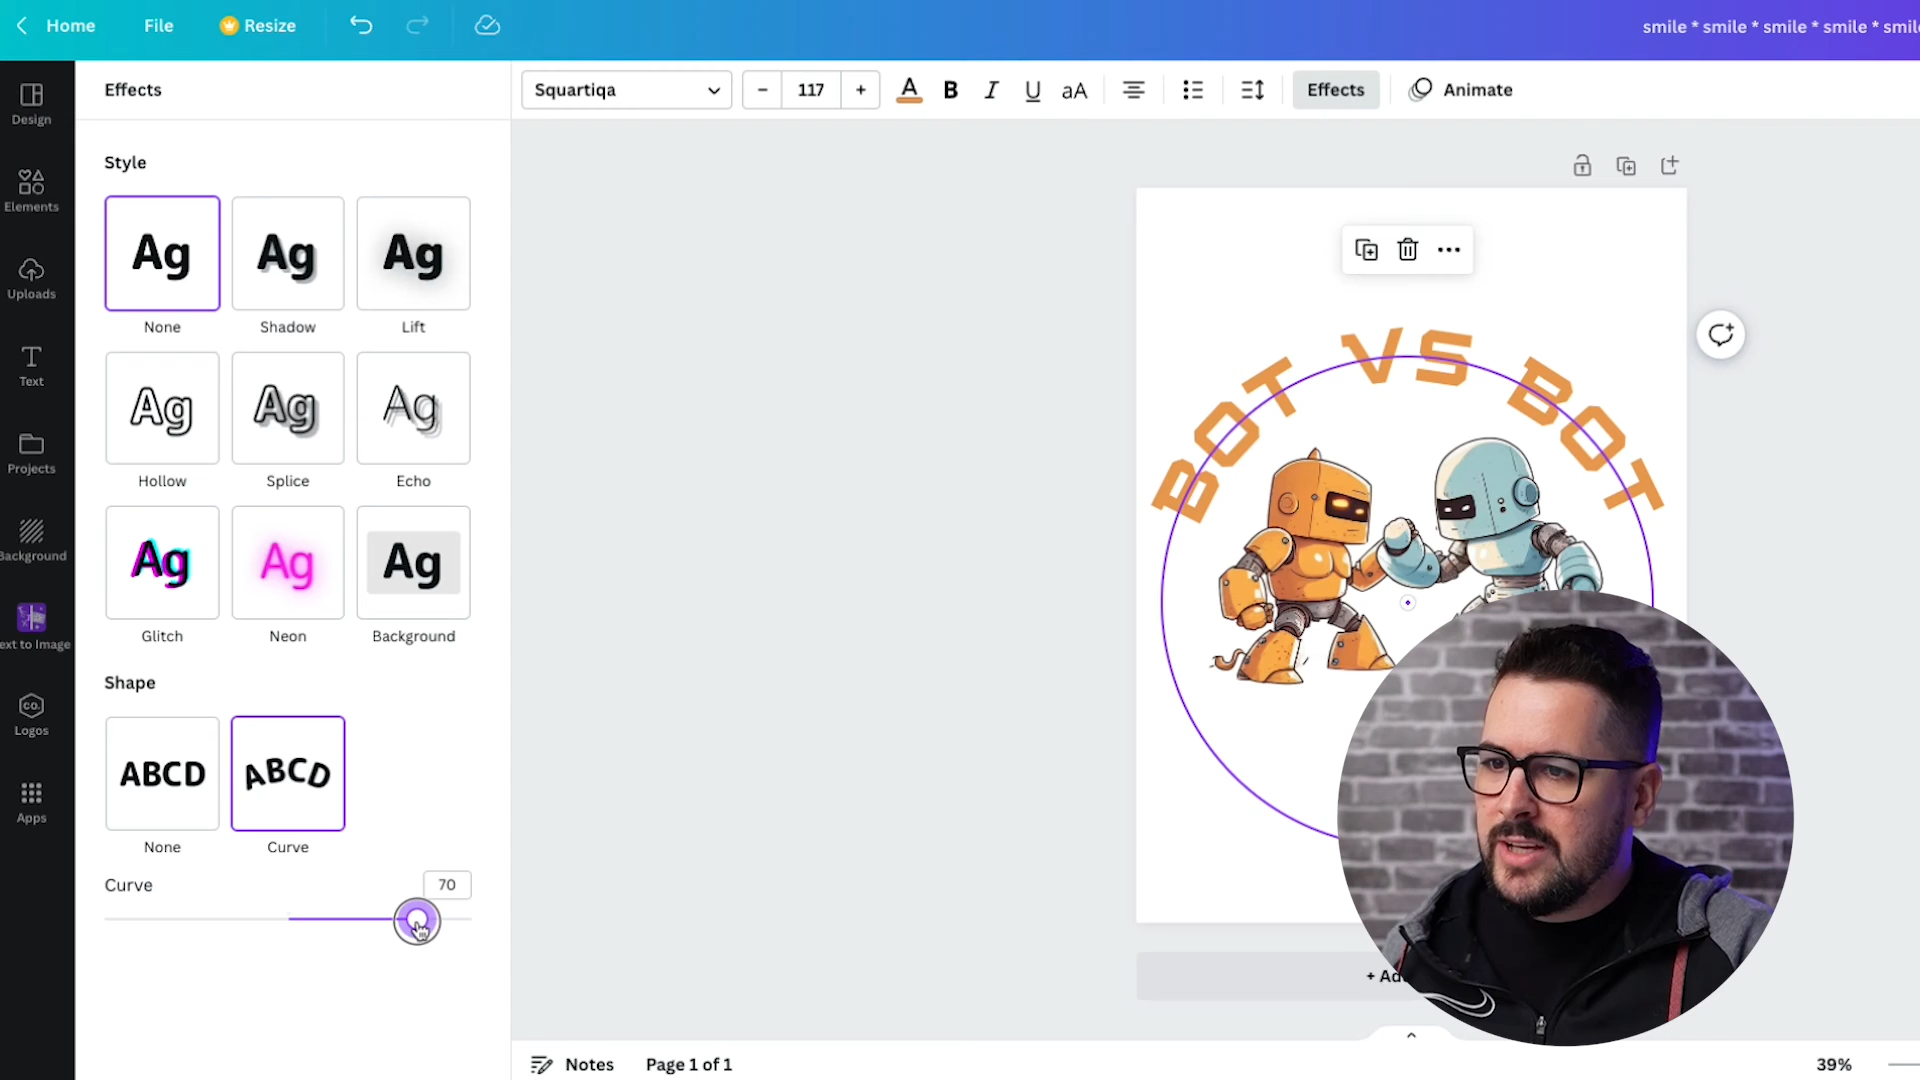 Home File Resize smile * smile * smile * smile * smile
Effects
Squartiqa
− 117 +
A B I U aA Effects Animate
Design
Elements
Uploads
Text
Projects
Background
ext to Image
Logos
Apps
Style
Ag Ag Ag
None Shadow Lift
Ag Ag Ag
Hollow Splice Echo
Ag Ag Ag
Glitch Neon Background
Shape
ABCD ABCD
None Curve
Curve 70
CO.
BOT VS BOT
+ Ad
Notes Page 1 of 1 39%